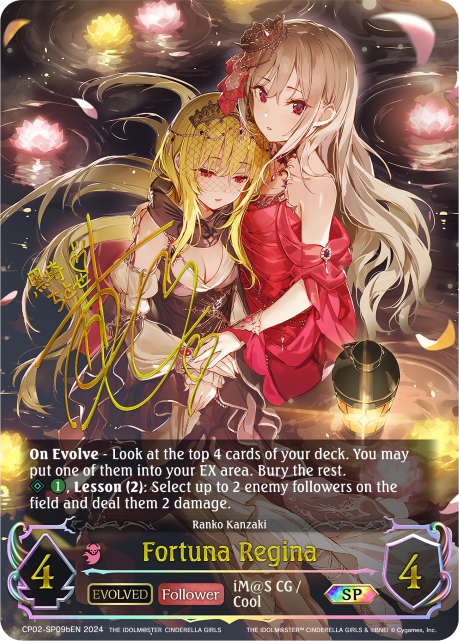 On Evolve - Look at the top 4 cards of your deck. You may
put one of them into your EX area. Bury the rest.
1, Lesson (2): Select up to 2 enemy followers on the
field and deal them 2 damage.
Ranko Kanzaki
4
Fortuna Regina
4
EVOLVED
Follower
iM@S CG /
Cool
SP
CP02-SP09bEN 2024 THE IDOLM@STER CINDERELLA GIRLS THE IDOLM@STER™ CINDERELLA GIRLS & ©BNEI © Cygames, Inc.